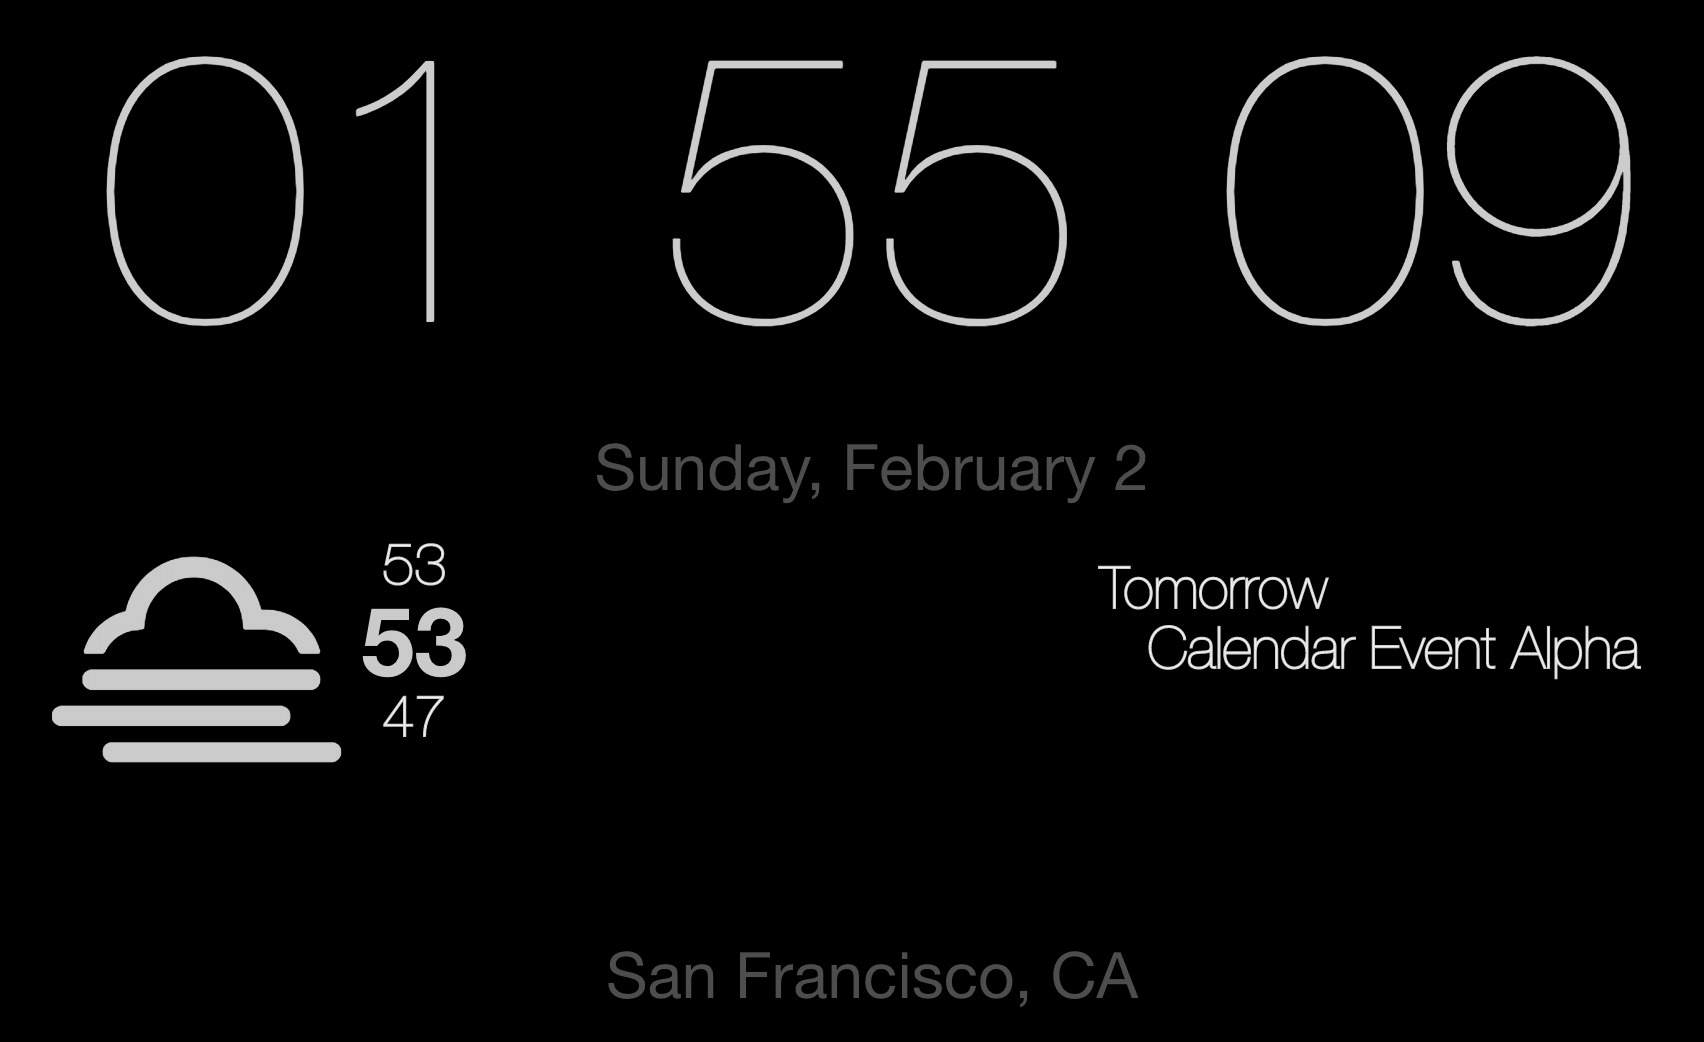 01 55 09
Sunday, February 2
53
53
47
Tomorrow
Calendar Event Alpha
San Francisco, CA